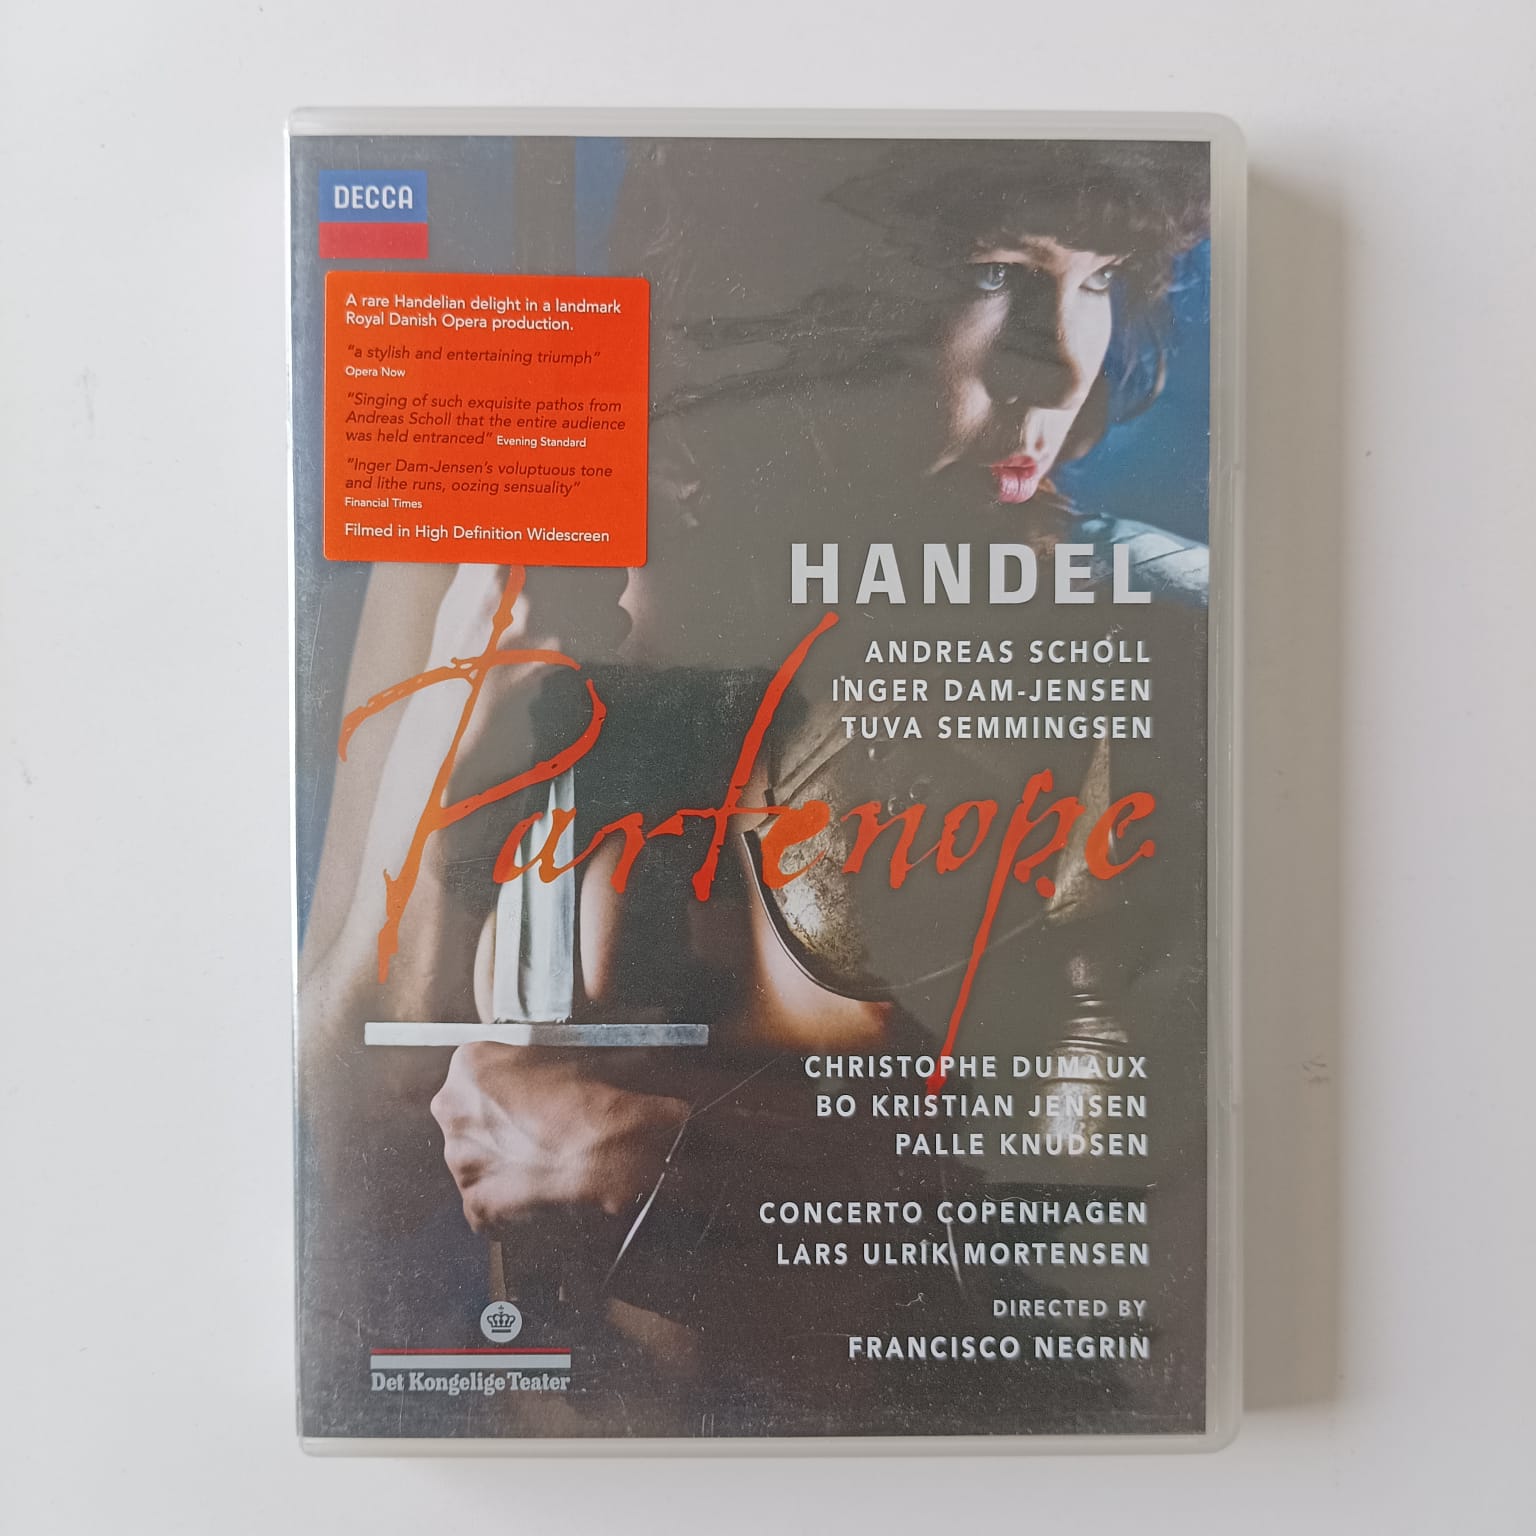 DECCA
A rare Handelian delight in a landmark
Royal Danish Opera production.
"a stylish and entertaining triumph"
Opera Now
"Singing of such exquisite pathos from
Andreas Scholl that the entire audience
was held entranced" Evening Standard
"Inger Dam-Jensen's voluptuous tone
and lithe runs, oozing sensuality"
Financial Times
Filmed in High Definition Widescreen
HANDEL
ANDREAS SCHOLL
INGER DAM-JENSEN
TUVA SEMMINGSEN
Partenope
CHRISTOPHE DUMAUX
BO KRISTIAN JENSEN
PALLE KNUDSEN
CONCERTO COPENHAGEN
LARS ULRIK MORTENSEN
DIRECTED BY
FRANCISCO NEGRIN
Det Kongelige Teater